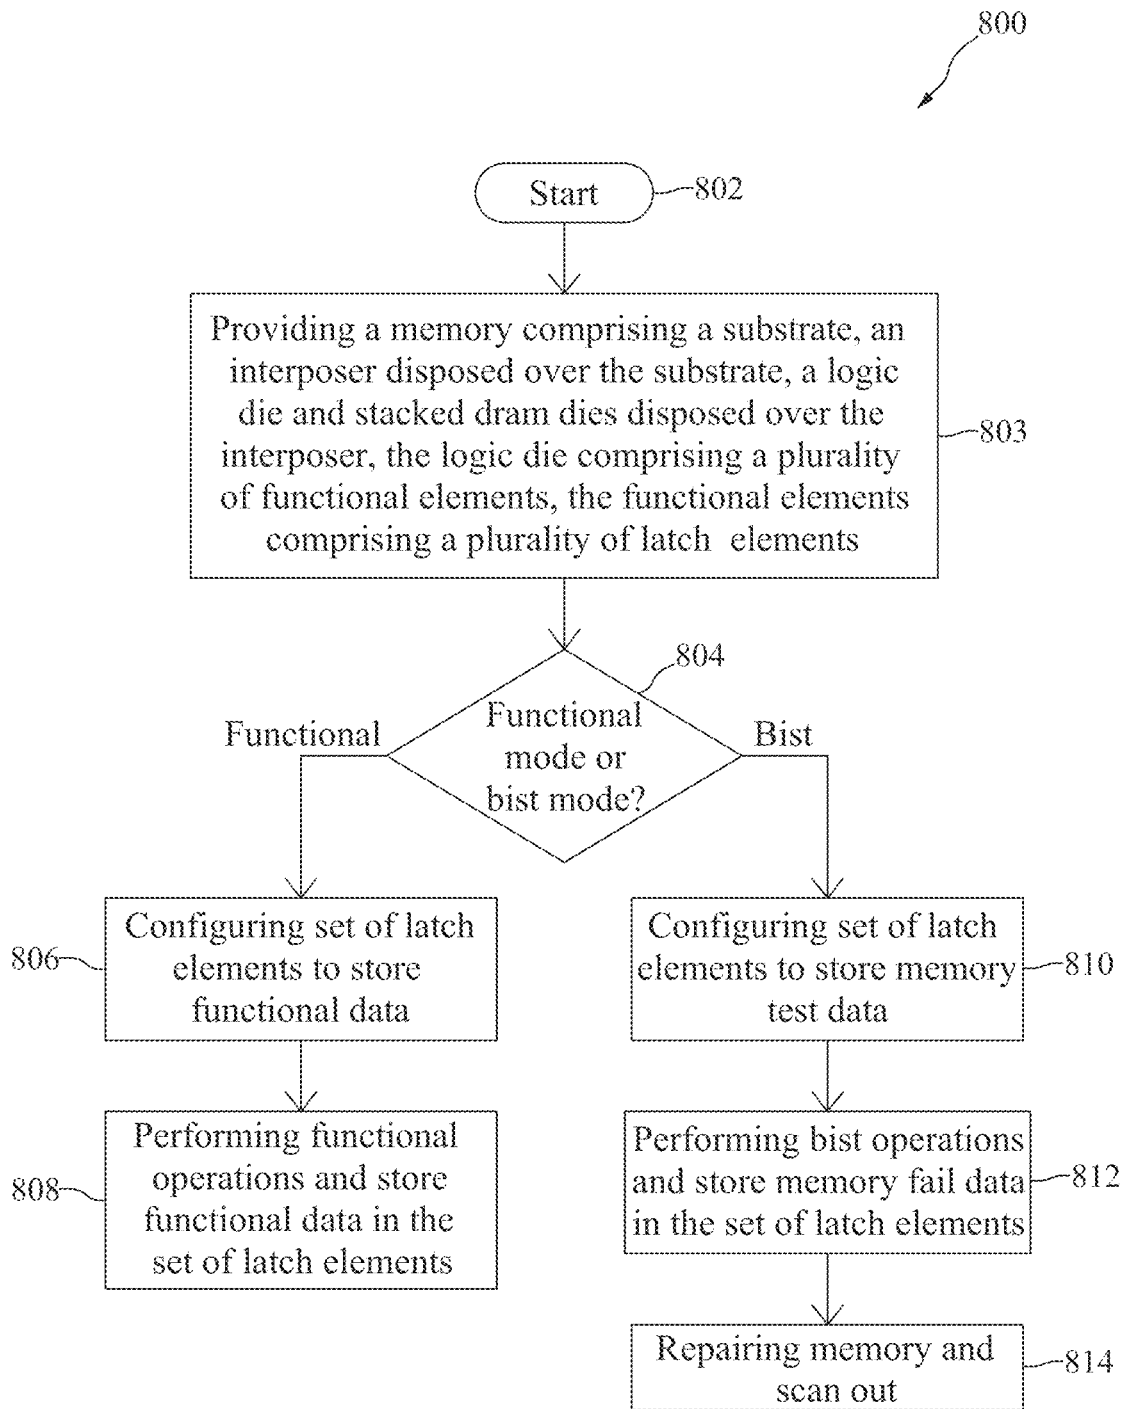 800
Start
802
Providing a memory comprising a substrate, an
interposer disposed over the substrate, a logic
die and stacked dram dies disposed over the
interposer, the logic die comprising a plurality
of functional elements, the functional elements
comprising a plurality of latch elements
803
804
Functional
mode or
bist mode?
Functional
Bist
Configuring set of latch
elements to store
functional data
806
Configuring set of latch
elements to store memory
test data
810
Performing functional
operations and store
functional data in the
set of latch elements
808
Performing bist operations
and store memory fail data
in the set of latch elements
812
Repairing memory and
scan out
814